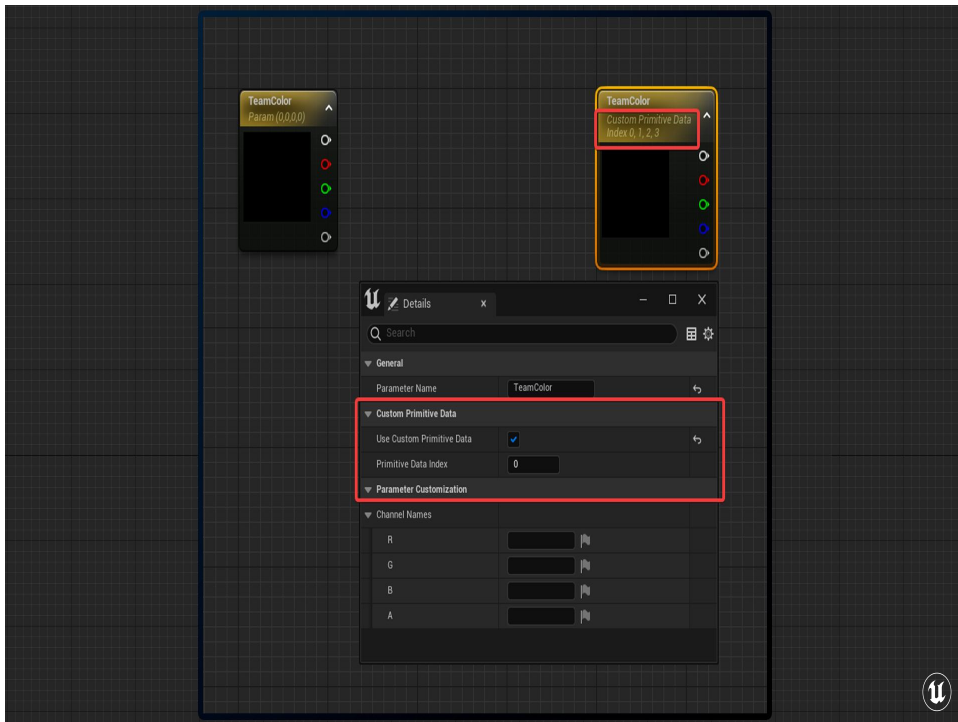 TeamColor
Param (0,0,0,0)
TeamColor
Custom Primitive Data
Index 0, 1, 2, 3
Details
Search
General
Parameter Name
TeamColor
Custom Primitive Data
Use Custom Primitive Data
Primitive Data Index
0
Parameter Customization
Channel Names
R
G
B
A